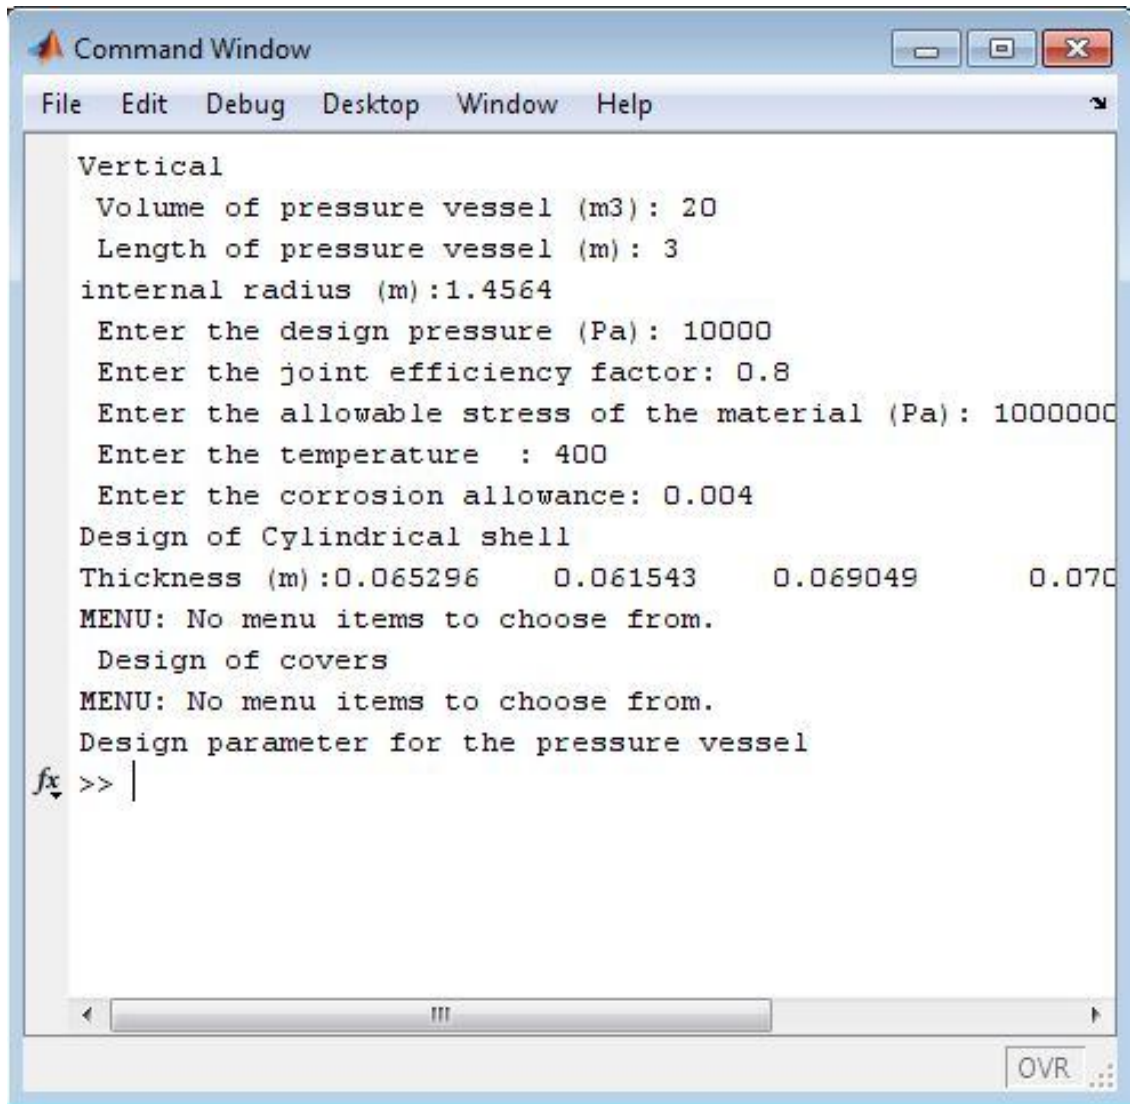 Command Window
File Edit Debug Desktop Window Help
Vertical
Volume of pressure vessel (m3): 20
Length of pressure vessel (m): 3
internal radius (m):1.4564
Enter the design pressure (Pa): 10000
Enter the joint efficiency factor: 0.8
Enter the allowable stress of the material (Pa): 1000000
Enter the temperature : 400
Enter the corrosion allowance: 0.004
Design of Cylindrical shell
Thickness (m):0.065296 0.061543 0.069049 0.070
MENU: No menu items to choose from.
Design of covers
MENU: No menu items to choose from.
Design parameter for the pressure vessel
fx >>
OVR